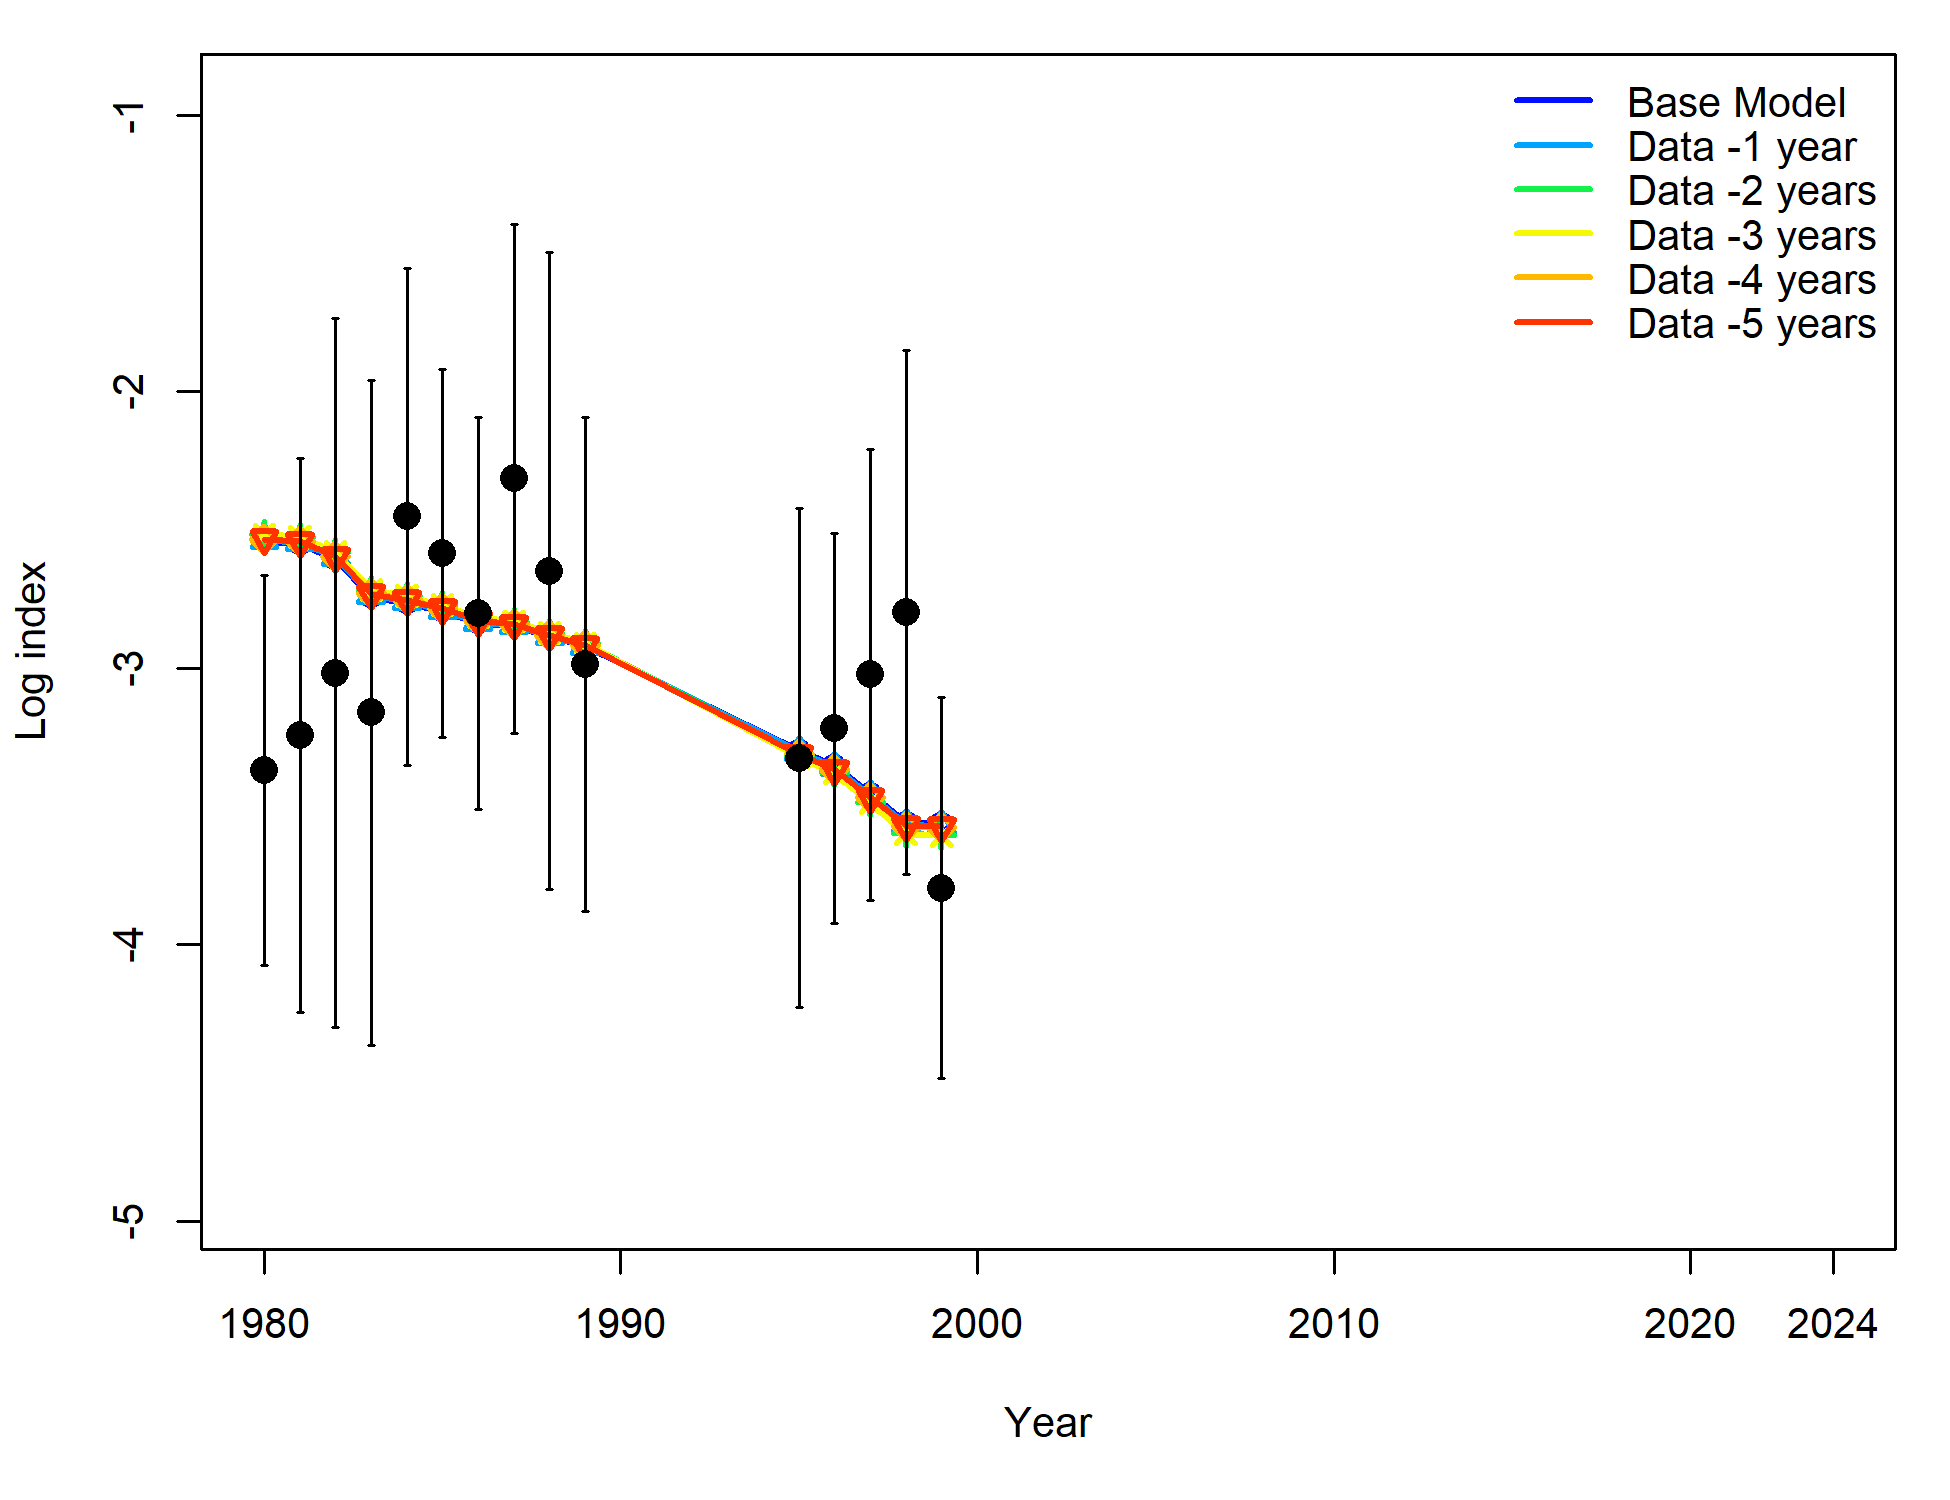 Base Model
Data -1 year
Data -2 years
Data -3 years
Data -4 years
Data -5 years
-1
-2
-3
-4
-5
Log index
1980 1990 2000 2010 2020 2024
Year